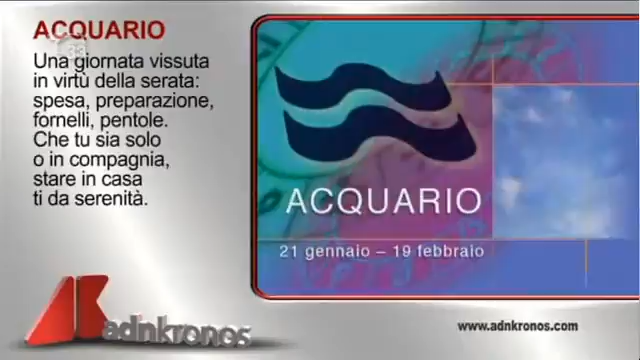 ACQUARIO
Una giornata vissuta
in virtù della serata:
spesa, preparazione,
fornelli, pentole.
Che tu sia solo
o in compagnia,
stare in casa
ti da serenità.
ACQUARIO
21 gennaio – 19 febbraio
adnkronos
www.adnkronos.com